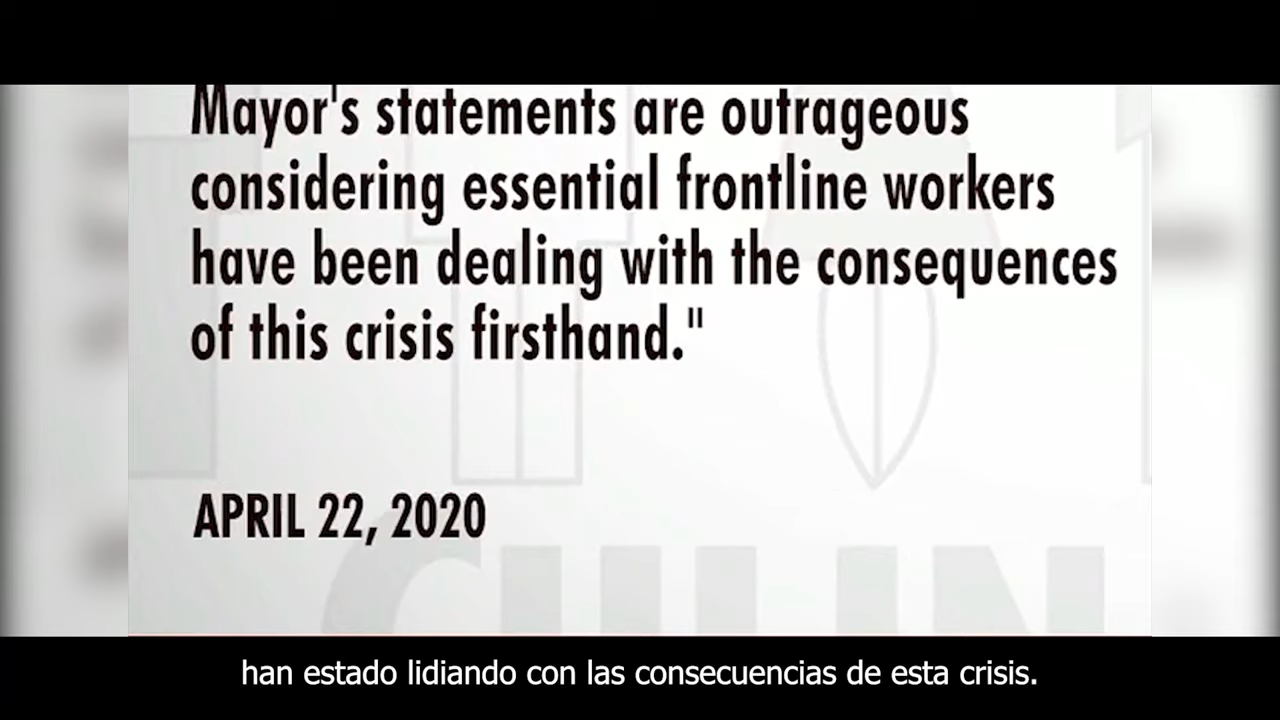 Mayor's statements are outrageous
considering essential frontline workers
have been dealing with the consequences
of this crisis firsthand."
APRIL 22, 2020
han estado lidiando con las consecuencias de esta crisis.